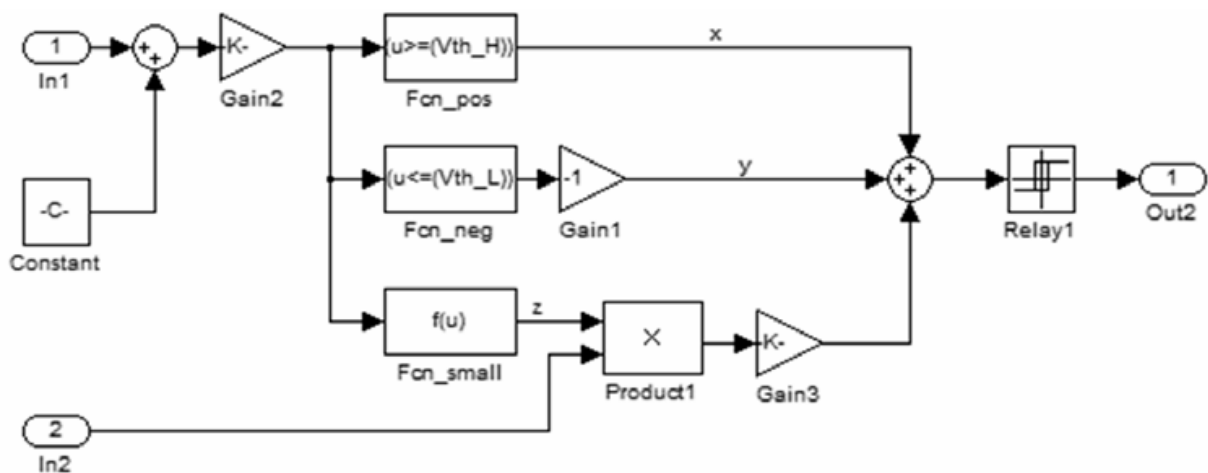 1
In1
+
+
-K-
Gain2
(u>=(Vth_H))
Fcn_pos
x
-C-
Constant
(u<=(Vth_L))
Fcn_neg
-1
Gain1
y
+
+
+
Relay1
1
Out2
f(u)
Fcn_small
z
X
Product1
-K-
Gain3
2
In2